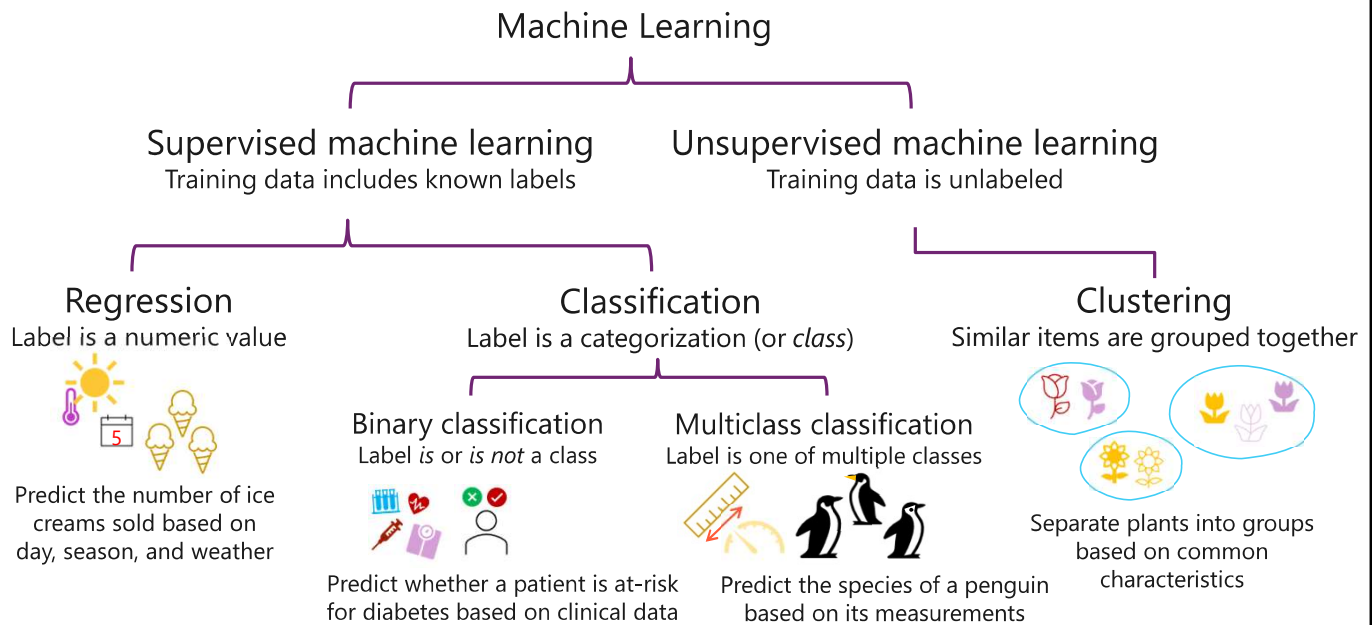 Machine Learning
Supervised machine learning
Training data includes known labels
Unsupervised machine learning
Training data is unlabeled
Regression
Label is a numeric value
5
Predict the number of ice
creams sold based on
day, season, and weather
Classification
Label is a categorization (or class)
Binary classification
Label is or is not a class
Predict whether a patient is at-risk
for diabetes based on clinical data
Multiclass classification
Label is one of multiple classes
Predict the species of a penguin
based on its measurements
Clustering
Similar items are grouped together
Separate plants into groups
based on common
characteristics